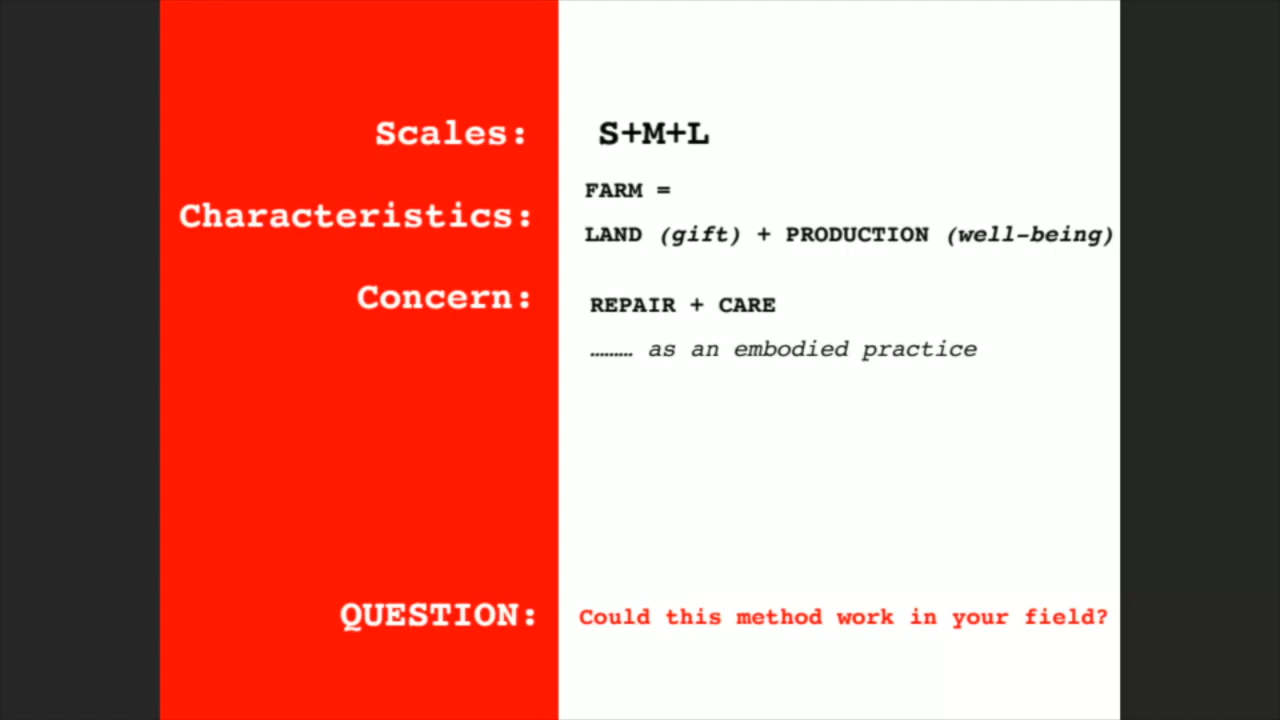 Scales: S+M+L
FARM =
Characteristics:
LAND (gift) + PRODUCTION (well-being)
Concern: REPAIR + CARE
……… as an embodied practice
QUESTION: Could this method work in your field?